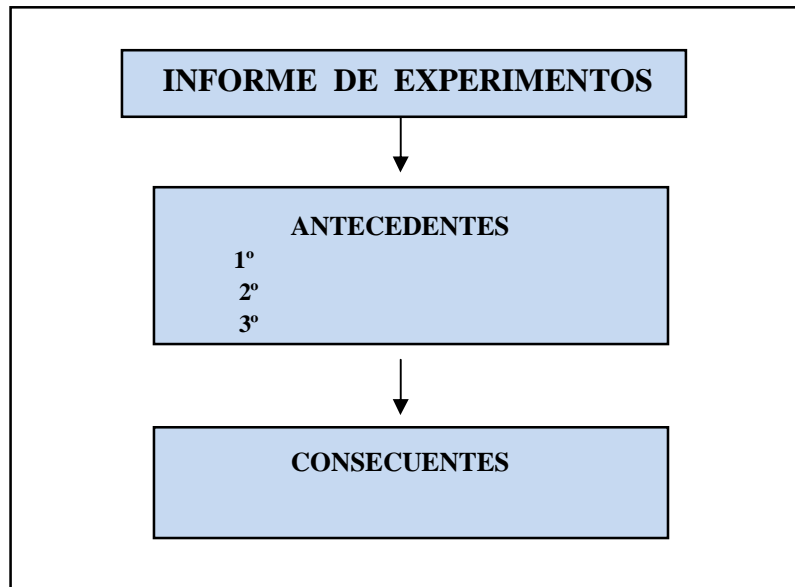 INFORME DE EXPERIMENTOS
ANTECEDENTES
1º
2º
3º
CONSECUENTES